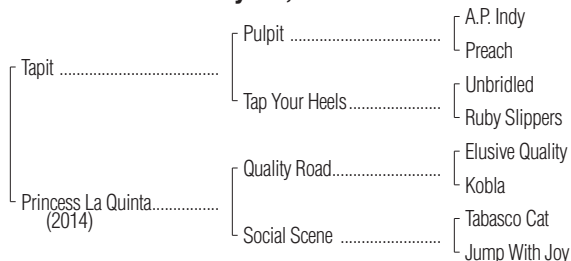 A.P. Indy
Pulpit ......................................
Preach
Tapit ........................................
Unbridled
Tap Your Heels.......................
Ruby Slippers
Elusive Quality
Quality Road...........................
Kobla
Princess La Quinta.................
(2014)
Tabasco Cat
Social Scene .........................
Jump With Joy